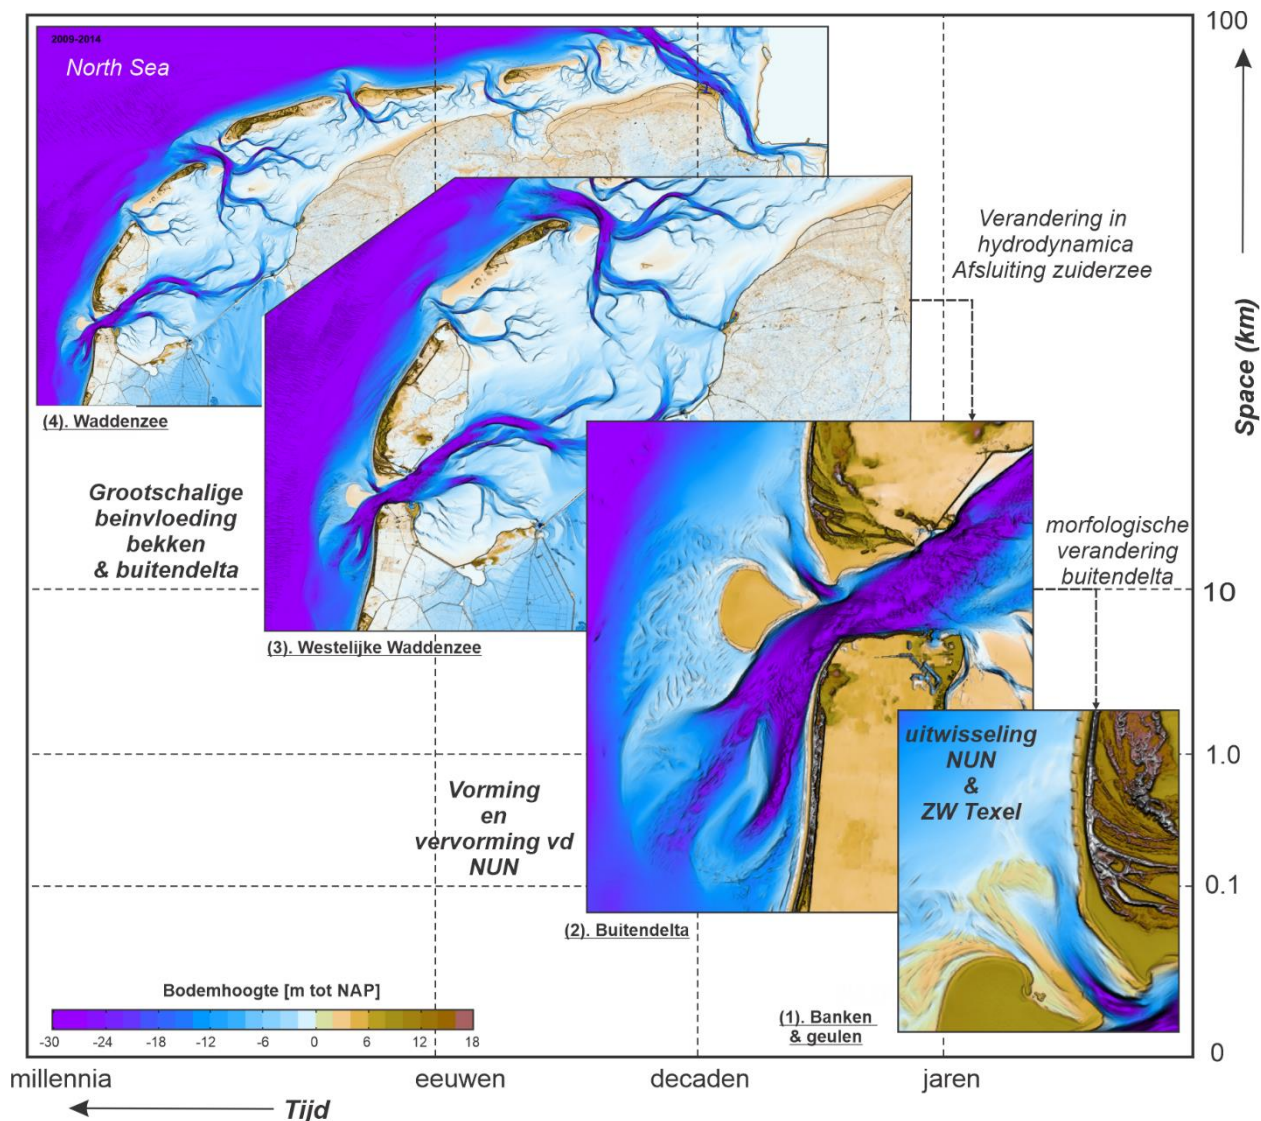 100
2009-2014
North Sea
Verandering in
hydrodynamica
Afsluiting zuiderzee
Space (km)
(4). Waddenzee
Grootschalige
beinvloeding
bekken
& buitendelta
morfologische
verandering
buitendelta
10
(3). Westelijke Waddenzee
uitwisseling
NUN
&
ZW Texel
1.0
Vorming
en
vervorming vd
NUN
0.1
(2). Buitendelta
Bodemhoogte [m tot NAP]
-30 -24 -18 -12 -6 0 6 12 18
(1). Banken
& geulen
0
millennia eeuwen decaden jaren
Tijd